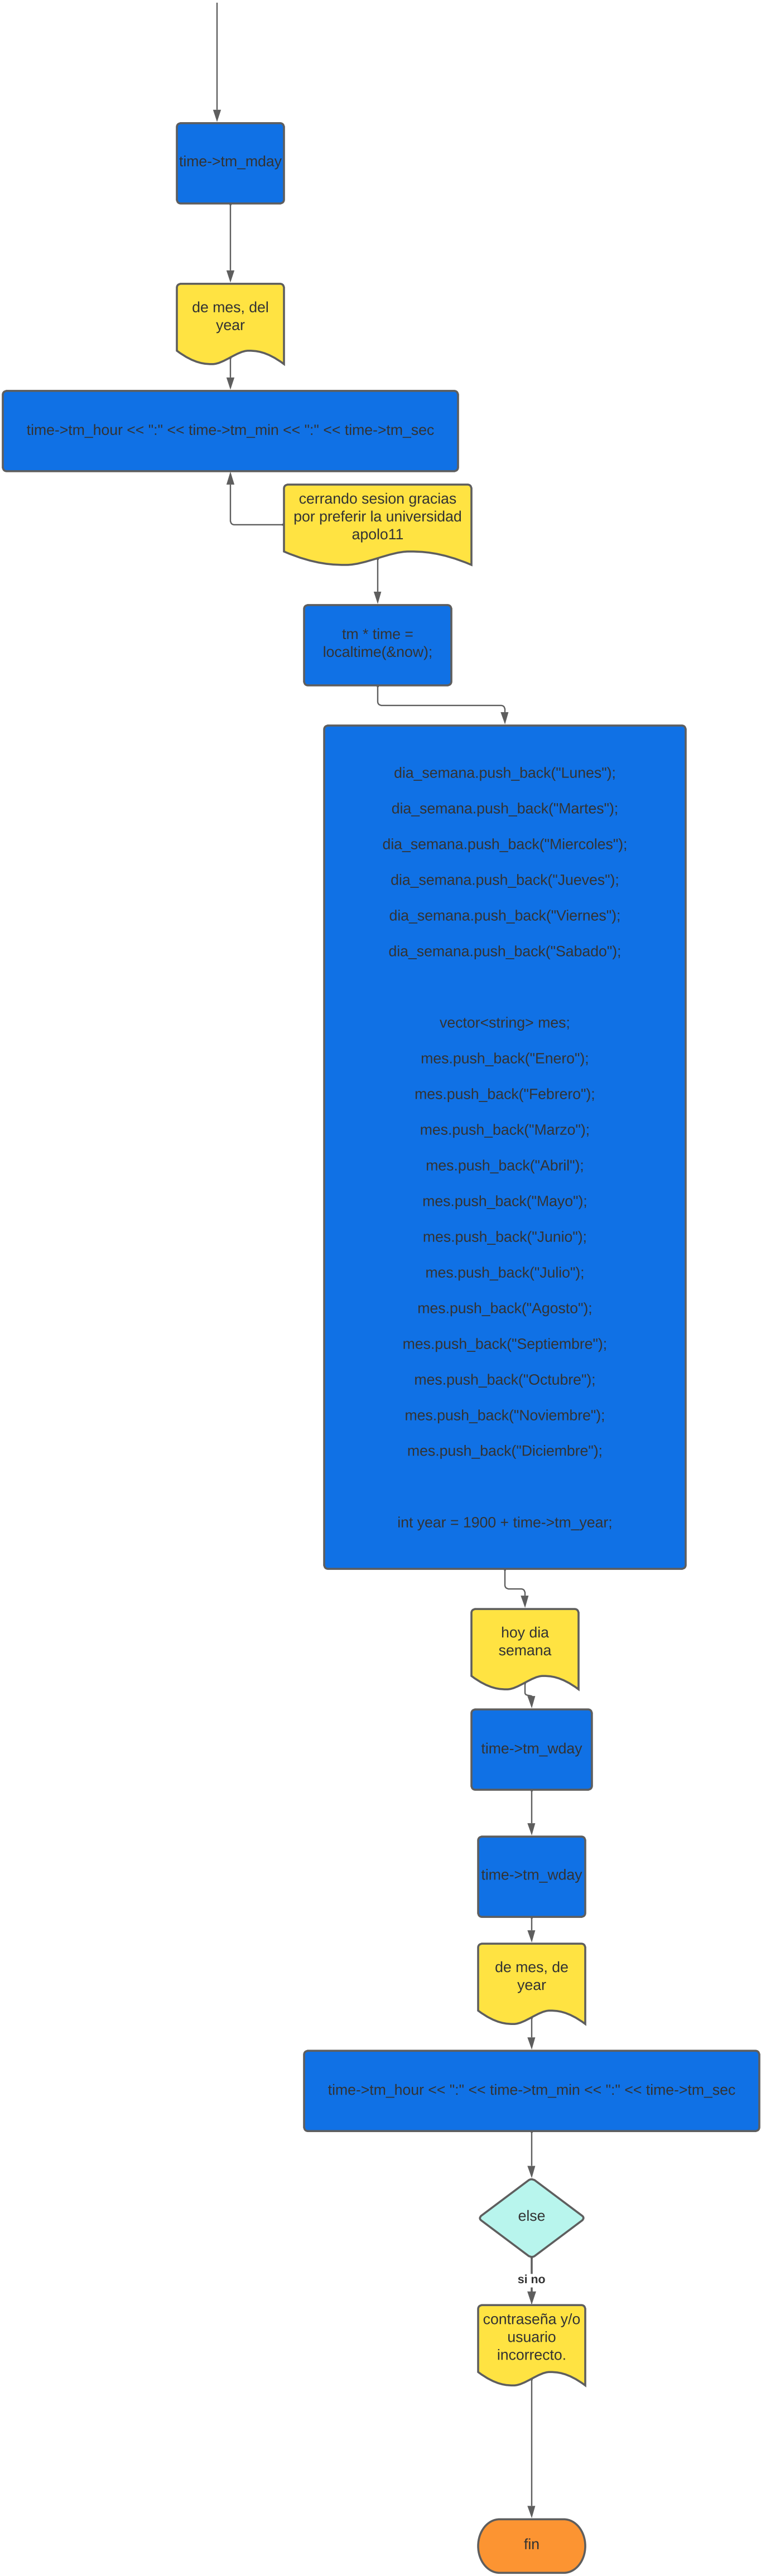 time->tm_mday
de mes, del
year
time->tm_hour << ":" << time->tm_min << ":" << time->tm_sec
cerrando sesion gracias
por preferir la universidad
apolo11
tm * time =
localtime(&now);
dia_semana.push_back("Lunes");
dia_semana.push_back("Martes");
dia_semana.push_back("Miercoles");
dia_semana.push_back("Jueves");
dia_semana.push_back("Viernes");
dia_semana.push_back("Sabado");
vector<string> mes;
mes.push_back("Enero");
mes.push_back("Febrero");
mes.push_back("Marzo");
mes.push_back("Abril");
mes.push_back("Mayo");
mes.push_back("Junio");
mes.push_back("Julio");
mes.push_back("Agosto");
mes.push_back("Septiembre");
mes.push_back("Octubre");
mes.push_back("Noviembre");
mes.push_back("Diciembre");
int year = 1900 + time->tm_year;
hoy dia
semana
time->tm_wday
time->tm_wday
de mes, de
year
time->tm_hour << ":" << time->tm_min << ":" << time->tm_sec
else
si no
contraseña y/o
usuario
incorrecto.
fin